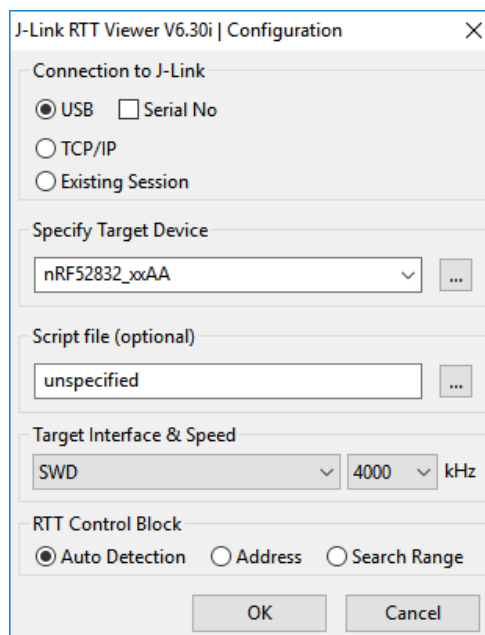 J-Link RTT Viewer V6.30i | Configuration
Connection to J-Link
USB Serial No
TCP/IP
Existing Session
Specify Target Device
nRF52832_xxAA ...
Script file (optional)
unspecified ...
Target Interface & Speed
SWD 4000 kHz
RTT Control Block
Auto Detection Address Search Range
OK Cancel